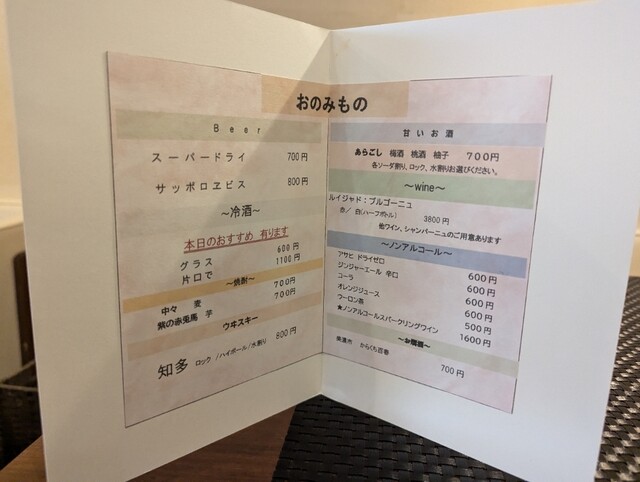 おのみもの
Beer
スーパードライ 700円
サッポロヱビス 800円
～冷酒～
本日のおすすめ 有ります
グラス 600円
片口で 1100円
～焼酎～
中々 麦 700円
紫の赤兎馬 芋 700円
ウヰスキー
知多 ロック/ハイボール/水割り 800円
甘いお酒
あらごし 梅酒 桃酒 柚子 700円
各ソーダ割り、ロック、水割りお選びください。
～wine～
ルイジャド：ブルゴーニュ
赤/白(ハーフボトル) 3800円
他ワイン、シャンパーニュのご用意あります
～ノンアルコール～
アサヒ ドライゼロ 600円
ジンジャーエール 辛口 600円
コーラ 600円
オレンジジュース 600円
ウーロン茶 500円
★ノンアルコールスパークリングワイン 1600円
～お燗酒～
からくち 700円